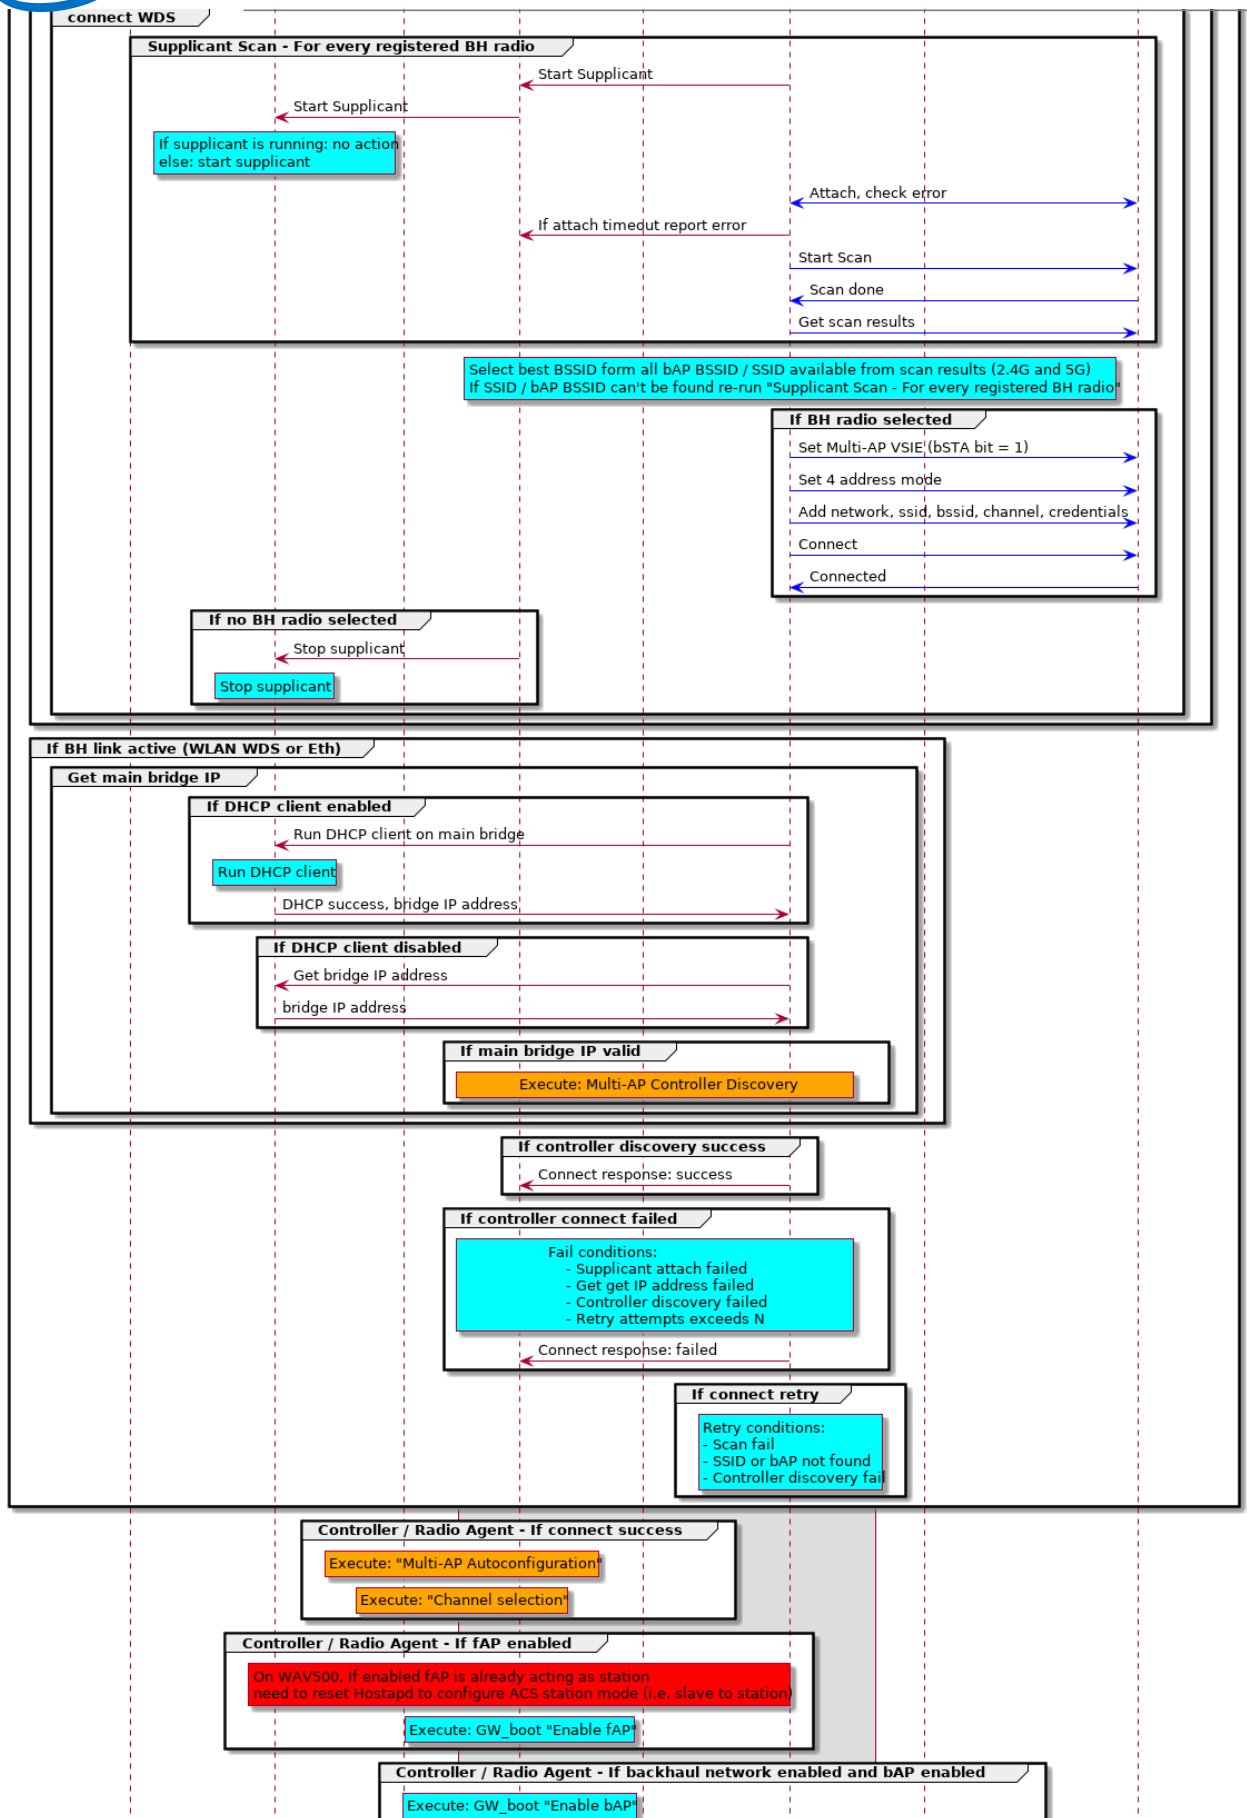 connect WDS
Supplicant Scan - For every registered BH radio
Start Supplicant
Start Supplicant
If supplicant is running: no action
else: start supplicant
Attach, check error
If attach timeout report error
Start Scan
Scan done
Get scan results
Select best BSSID form all bAP BSSID / SSID available from scan results (2.4G and 5G)
If SSID / bAP BSSID can't be found re-run "Supplicant Scan - For every registered BH radio"
If BH radio selected
Set Multi-AP VSIE (bSTA bit = 1)
Set 4 address mode
Add network, ssid, bssid, channel, credentials
Connect
Connected
If no BH radio selected
Stop supplicant
Stop supplicant
If BH link active (WLAN WDS or Eth)
Get main bridge IP
If DHCP client enabled
Run DHCP client on main bridge
Run DHCP client
DHCP success, bridge IP address
If DHCP client disabled
Get bridge IP address
bridge IP address
If main bridge IP valid
Execute: Multi-AP Controller Discovery
If controller discovery success
Connect response: success
If controller connect failed
Fail conditions:
- Supplicant attach failed
- Get get IP address failed
- Controller discovery failed
- Retry attempts exceeds N
Connect response: failed
If connect retry
Retry conditions:
- Scan fail
- SSID or bAP not found
- Controller discovery fail
Controller / Radio Agent - If connect success
Execute: "Multi-AP Autoconfiguration"
Execute: "Channel selection"
Controller / Radio Agent - If fAP enabled
On WAV500, If enabled fAP is already acting as station
need to reset Hostapd to configure ACS station mode (i.e. slave to station)
Execute: GW_boot "Enable fAP"
Controller / Radio Agent - If backhaul network enabled and bAP enabled
Execute: GW_boot "Enable bAP"